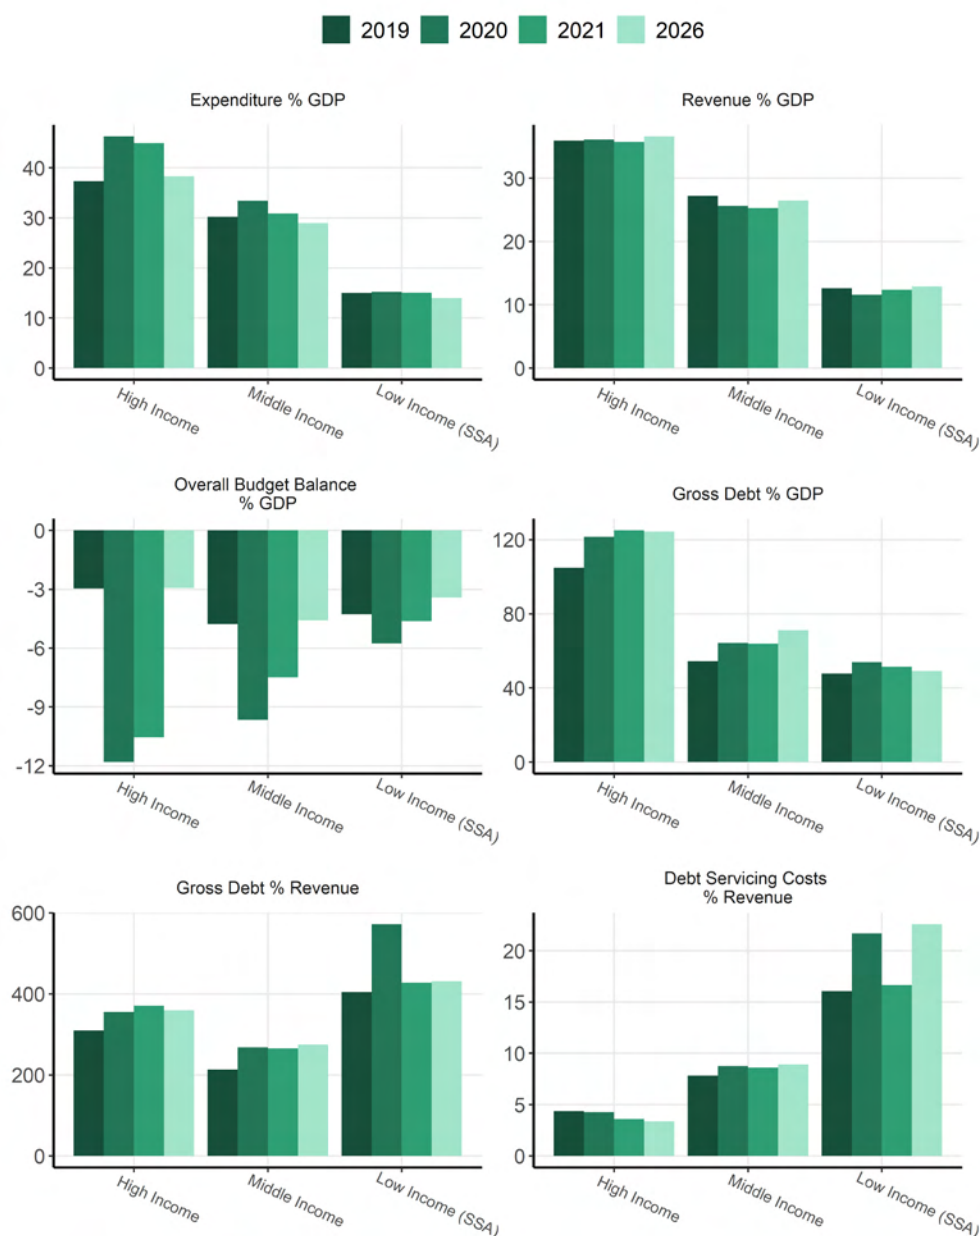 2019 2020 2021 2026
Expenditure % GDP
40
30
20
10
0
High Income
Middle Income
Low Income (SSA)
Revenue % GDP
30
20
10
0
High Income
Middle Income
Low Income (SSA)
Overall Budget Balance
% GDP
0
-3
-6
-9
-12
High Income
Middle Income
Low Income (SSA)
Gross Debt % GDP
120
80
40
0
High Income
Middle Income
Low Income (SSA)
Gross Debt % Revenue
600
400
200
0
High Income
Middle Income
Low Income (SSA)
Debt Servicing Costs
% Revenue
20
15
10
5
0
High Income
Middle Income
Low Income (SSA)